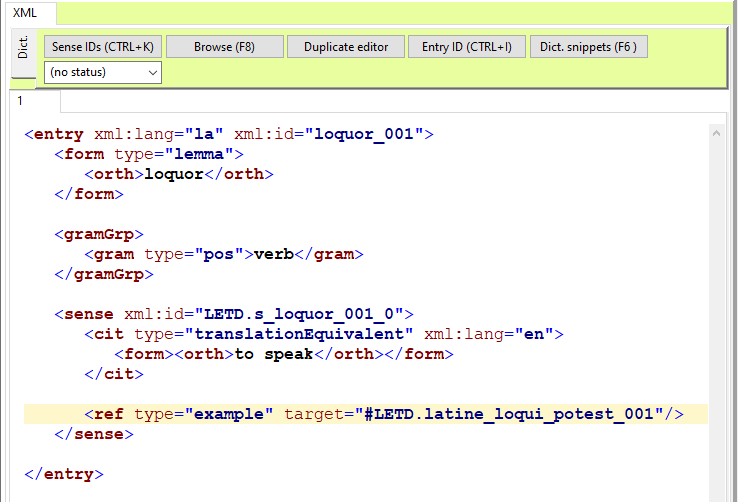 XML
Dict.
Sense IDs (CTRL+K) Browse (F8) Duplicate editor Entry ID (CTRL+I) Dict. snippets (F6 )
(no status)
1
<entry xml:lang="la" xml:id="loquor_001">
   <form type="lemma">
      <orth>loquor</orth>
   </form>

   <gramGrp>
      <gram type="pos">verb</gram>
   </gramGrp>

   <sense xml:id="LETD.s_loquor_001_0">
      <cit type="translationEquivalent" xml:lang="en">
         <form><orth>to speak</orth></form>
      </cit>

      <ref type="example" target="#LETD.latine_loqui_potest_001"/>
   </sense>

</entry>